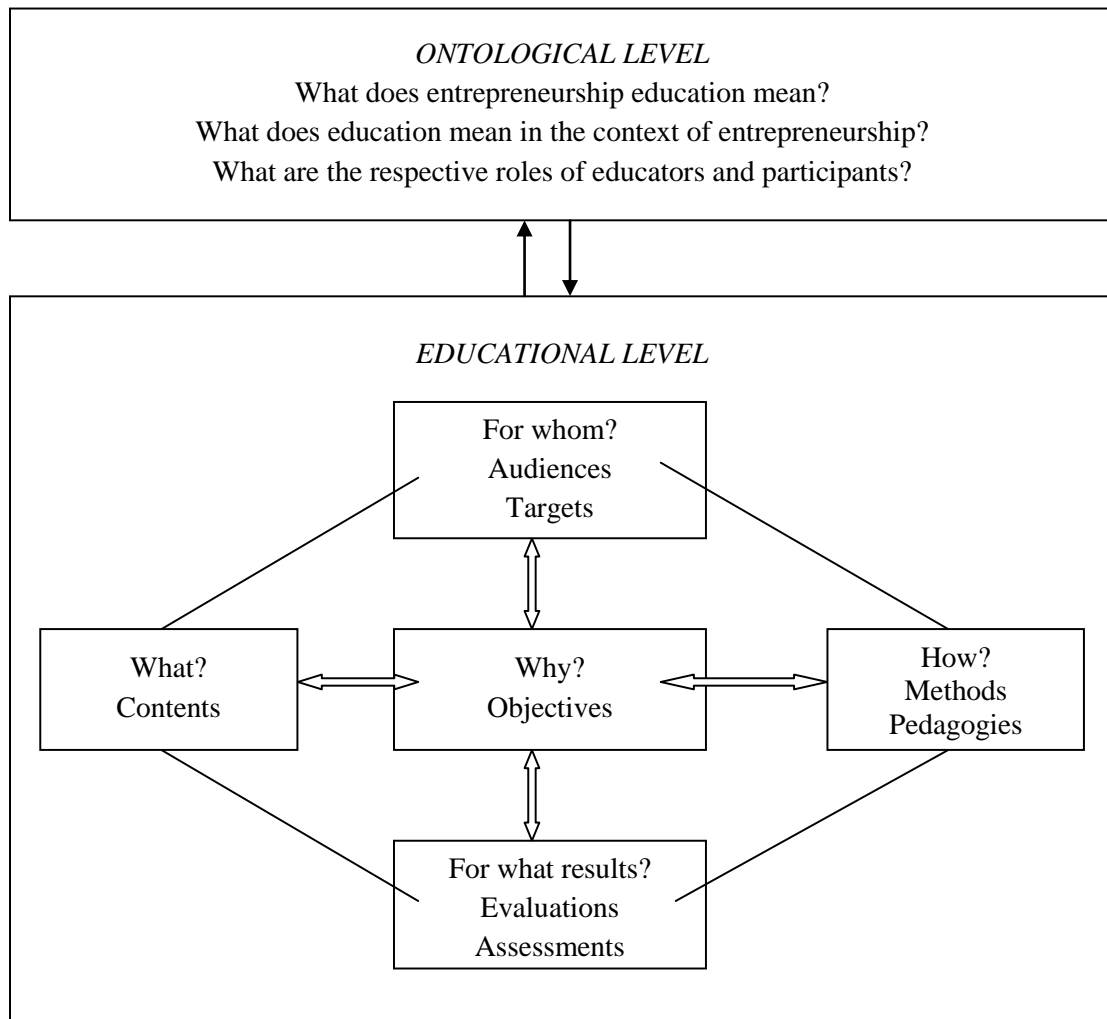 ONTOLOGICAL LEVEL
What does entrepreneurship education mean?
What does education mean in the context of entrepreneurship?
What are the respective roles of educators and participants?
EDUCATIONAL LEVEL
For whom?
Audiences
Targets
What?
Contents
Why?
Objectives
How?
Methods
Pedagogies
For what results?
Evaluations
Assessments